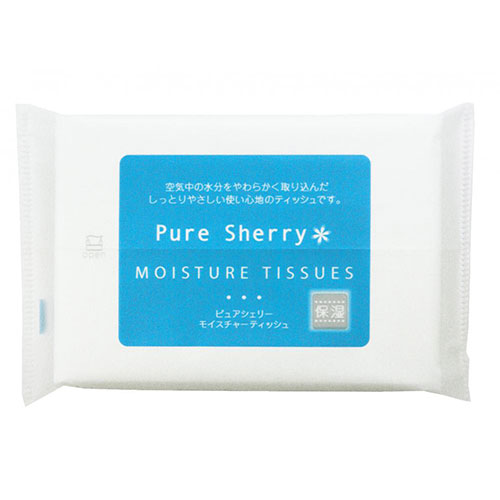 空気中の水分をやわらかく取り込んだ
しっとりやさしい使い心地のティッシュです。
Pure Sherry
MOISTURE TISSUES
ピュアシェリー
モイスチャーティッシュ
保湿
open